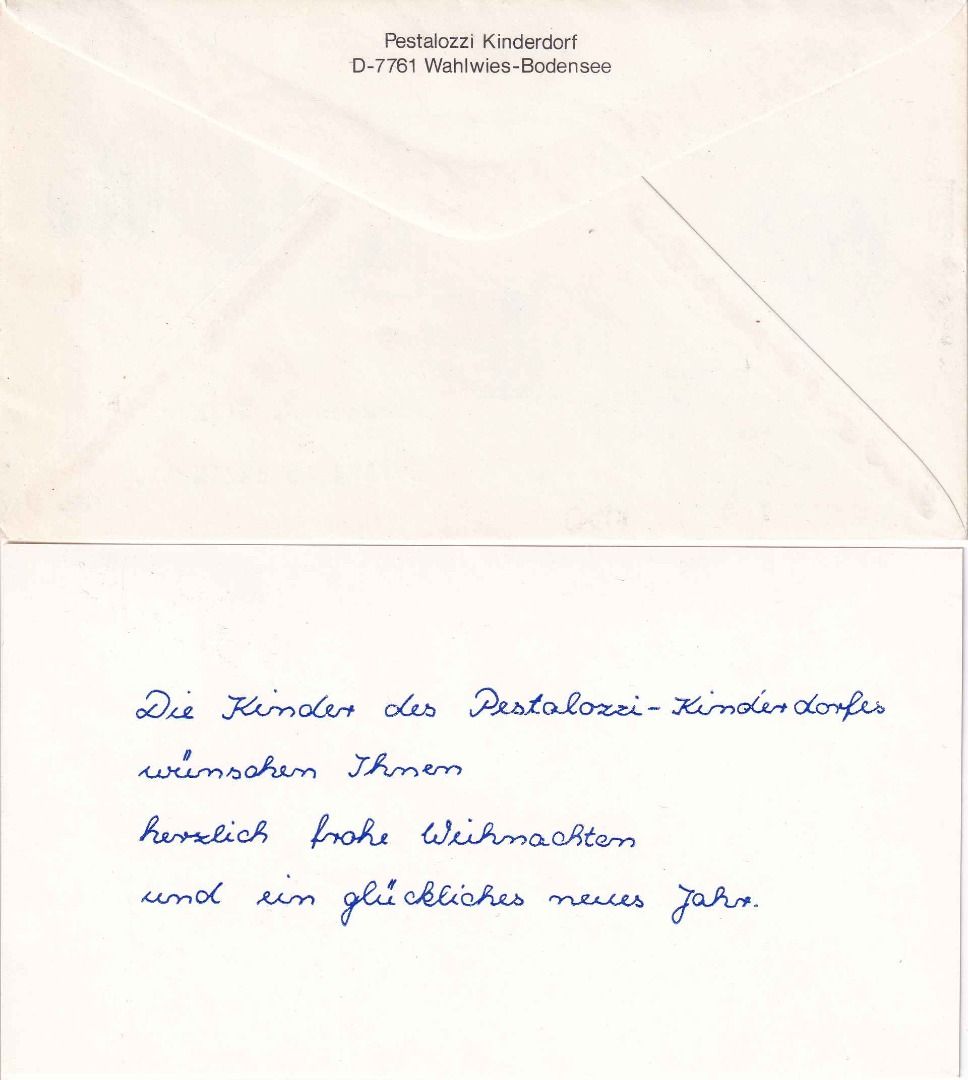 Pestalozzi Kinderdorf
D-7761 Wahlwies-Bodensee
Die Kinder des Pestalozzi-Kinderdorfes
wünschen Ihnen
herzlich frohe Weihnachten
und ein glückliches neues Jahr.